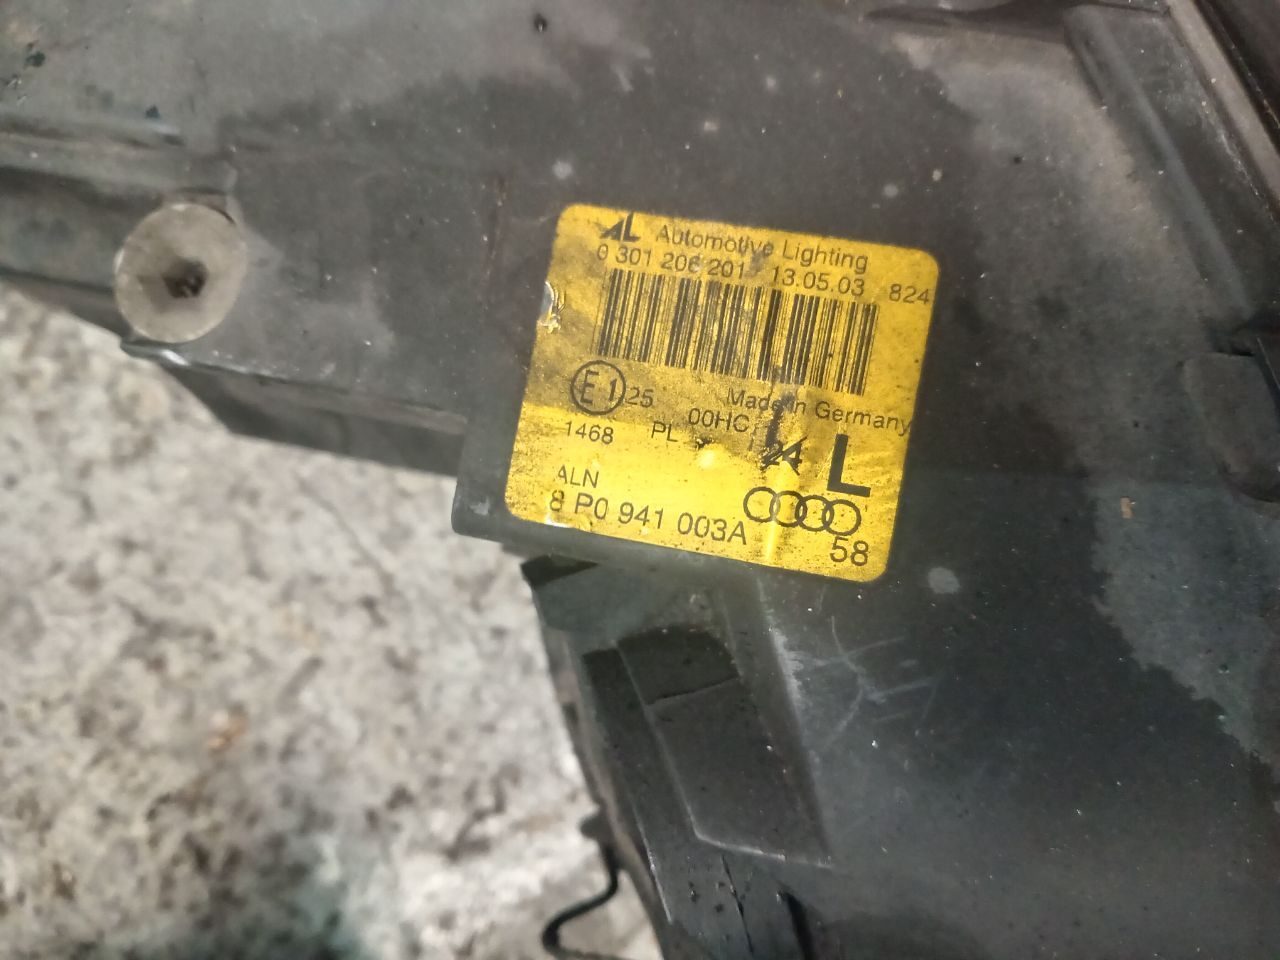 AL Automotive Lighting
0 301 206 201 13.05.03 824
E1 25 00HC Made in Germany
1468 PL 24 L
ALN
8 P0 941 003A 58